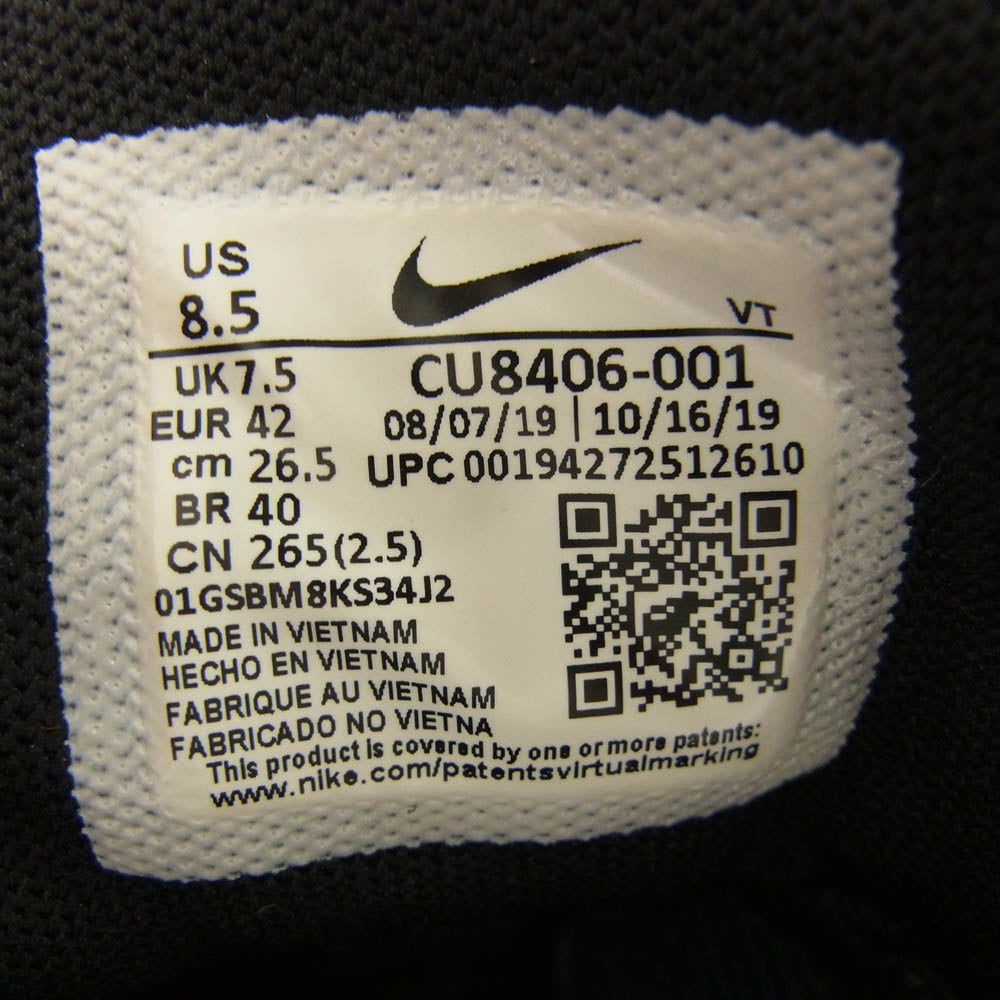 US
8.5
VT
UK 7.5
CU8406-001
EUR 42
08/07/19 | 10/16/19
cm 26.5
UPC 00194272512610
BR 40
CN 265(2.5)
01GSBM8KS34J2
MADE IN VIETNAM
HECHO EN VIETNAM
FABRIQUE AU VIETNAM
FABRICADO NO VIETNA
This product is covered by one or more patents:
www.nike.com/patentsvirtualmarking